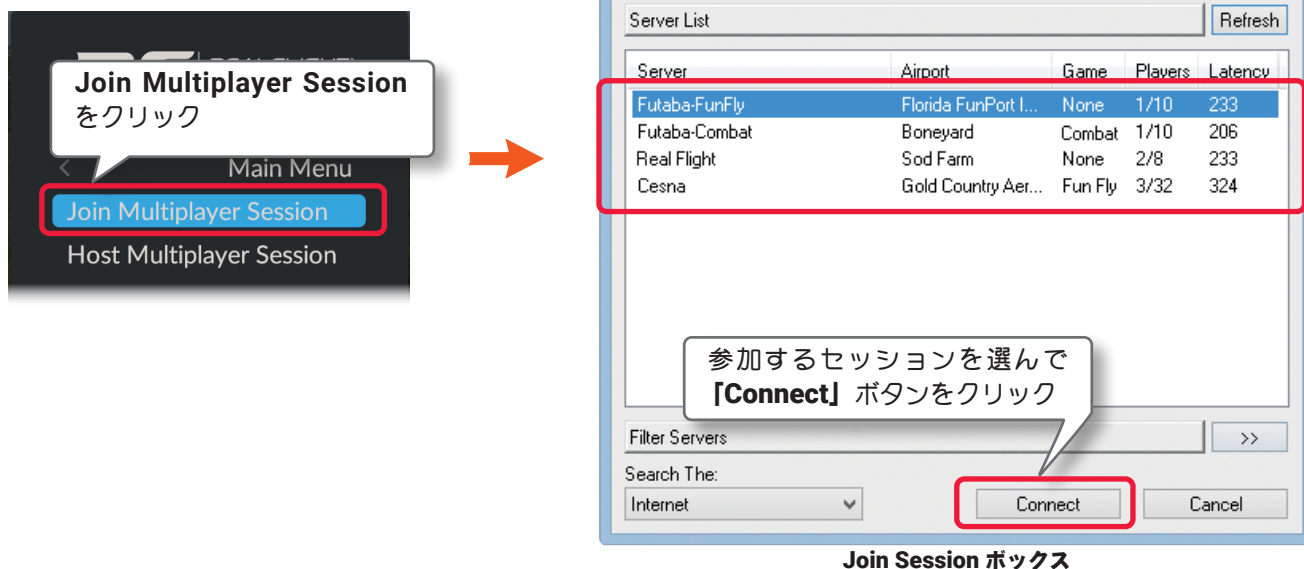 Join Multiplayer Session
をクリック
Main Menu
Join Multiplayer Session
Host Multiplayer Session
Server List
Refresh
Server Airport Game Players Latency
Futaba-FunFly Florida FunPort I... None 1/10 233
Futaba-Combat Boneyard Combat 1/10 206
Real Flight Sod Farm None 2/8 233
Cesna Gold Country Aer... Fun Fly 3/32 324
参加するセッションを選んで
「Connect」ボタンをクリック
Filter Servers
>>
Search The:
Internet
Connect
Cancel
Join Session ボックス